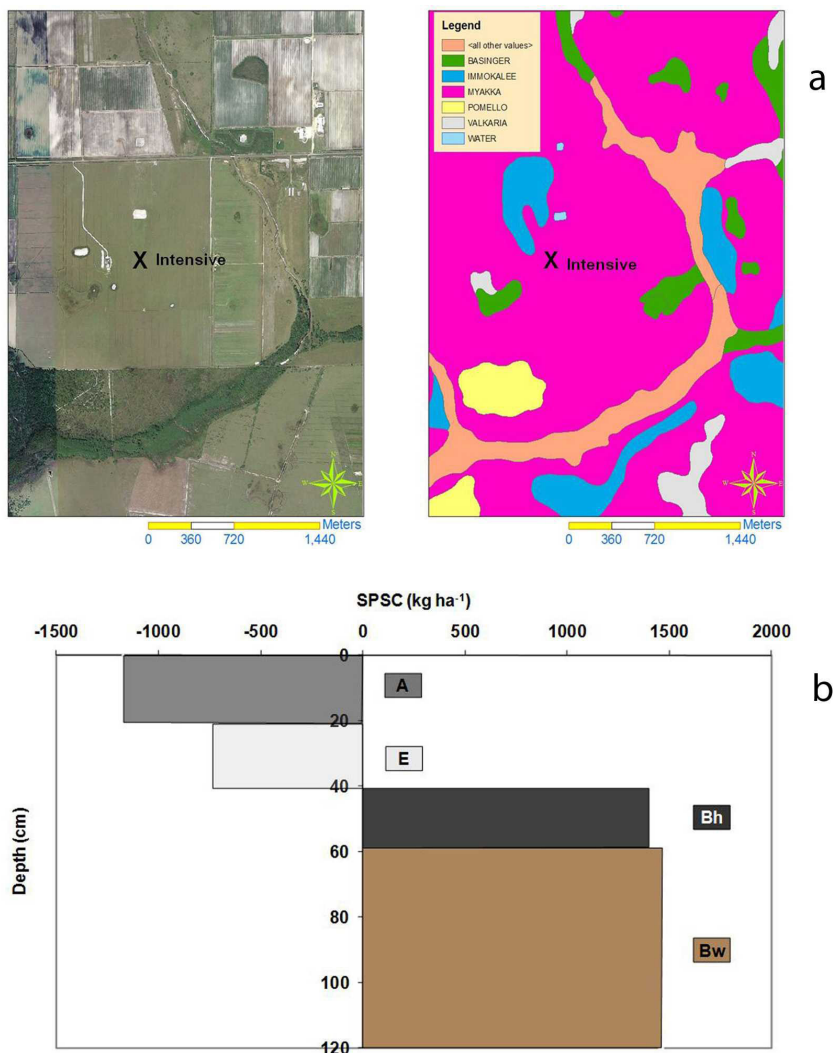 a
X Intensive
N
W E
S
Meters
0 360 720 1,440
Legend
<all other values>
BASINGER
IMMOKALEE
MYAKKA
POMELLO
VALKARIA
WATER
X Intensive
N
W E
S
Meters
0 360 720 1,440
b
SPSC (kg ha-1)
-1500 -1000 -500 0 500 1000 1500 2000
Depth (cm)
0
20
40
60
80
100
120
A
E
Bh
Bw